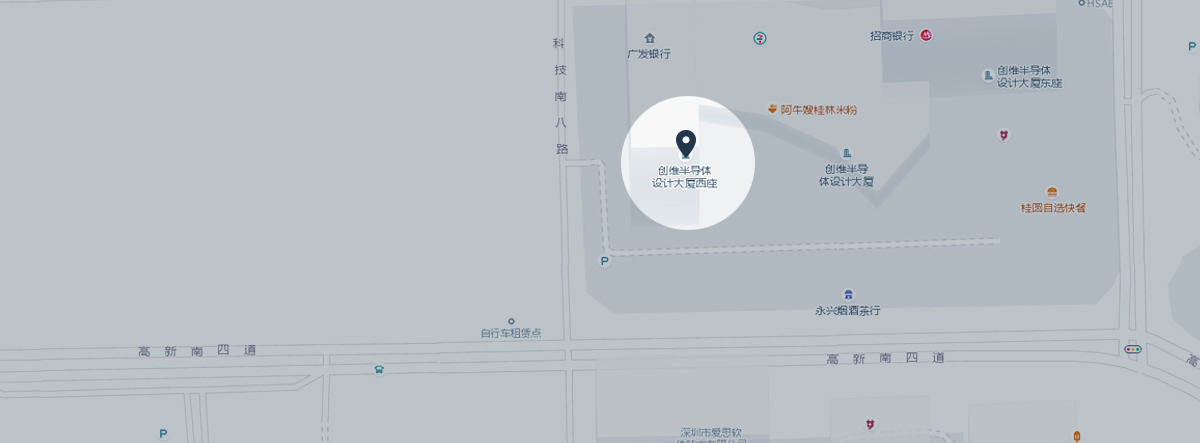 HSAE
招商银行
广发银行
科技南八路
创维半导体
设计大厦东座
阿牛嫂桂林米粉
P
创维半导体
设计大厦西座
创维半导
体设计大厦
桂圆自选快餐
P
永兴烟酒茶行
自行车租赁点
高新南四道
高新南四道
高
P
深圳市爱思软